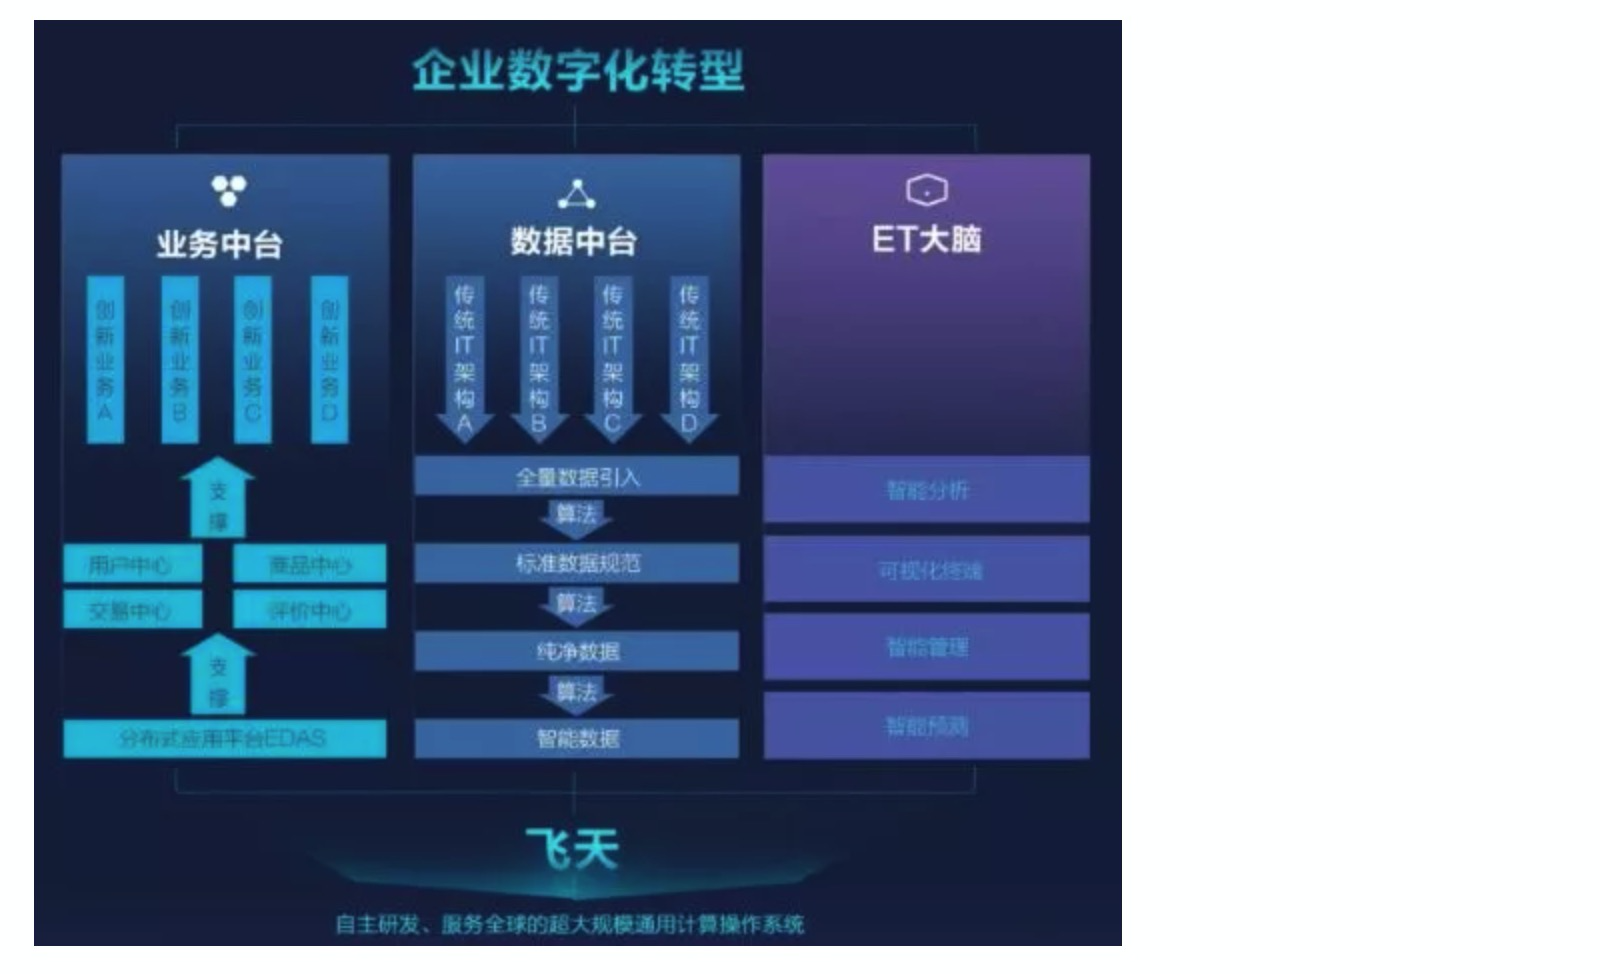 企业数字化转型
业务中台
创新业务A
创新业务B
创新业务C
创新业务D
支撑
用户中心
商品中心
交易中心
评价中心
支撑
分布式应用平台EDAS
数据中台
传统IT架构A
传统IT架构B
传统IT架构C
传统IT架构D
全量数据引入
算法
标准数据规范
算法
纯净数据
算法
智能数据
ET大脑
智能分析
可视化终端
智能管理
智能预测
飞天
自主研发、服务全球的超大规模通用计算操作系统